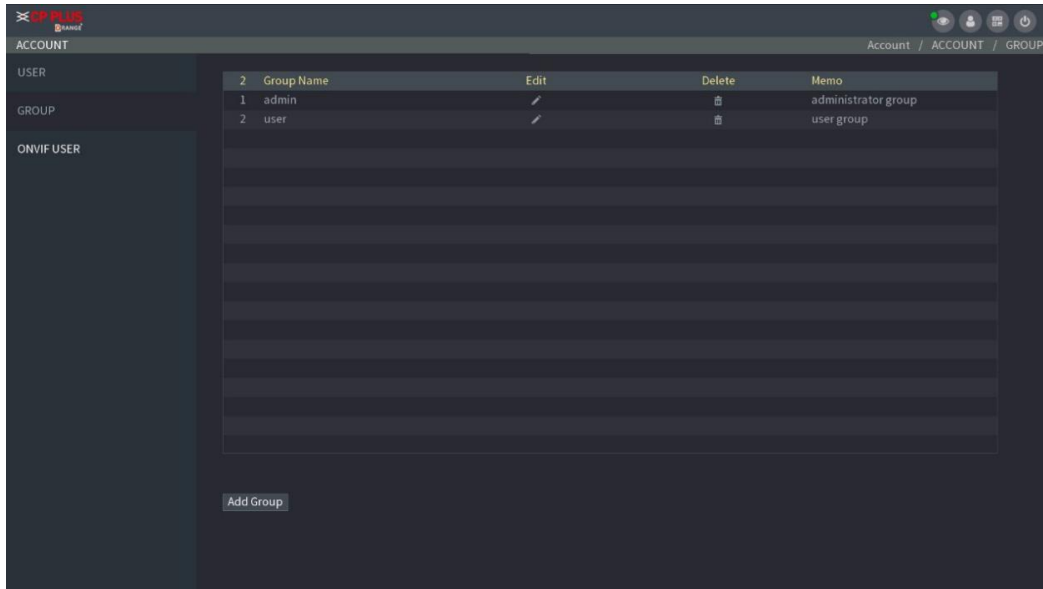 CP PLUS
ORANGE
ACCOUNT
Account / ACCOUNT / GROUP
USER
GROUP
ONVIF USER
2 Group Name Edit Delete Memo
1 admin administrator group
2 user user group
Add Group